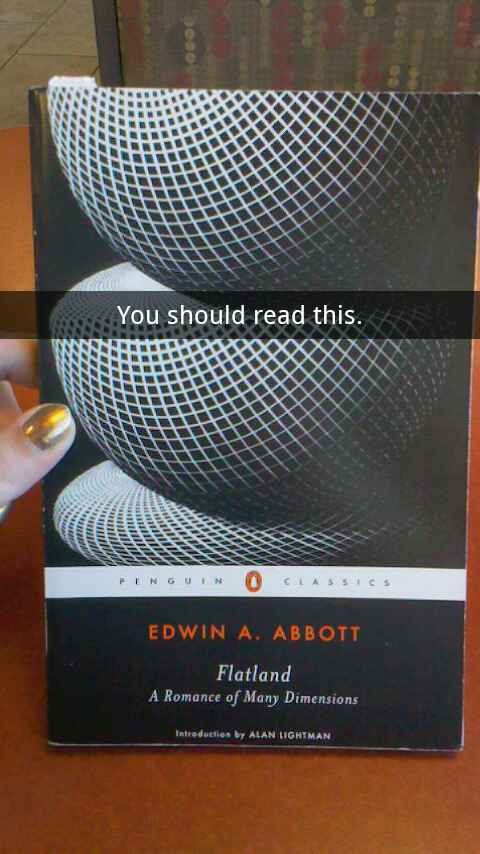 You should read this.
PENGUIN CLASSICS
EDWIN A. ABBOTT
Flatland
A Romance of Many Dimensions
Introduction by ALAN LIGHTMAN